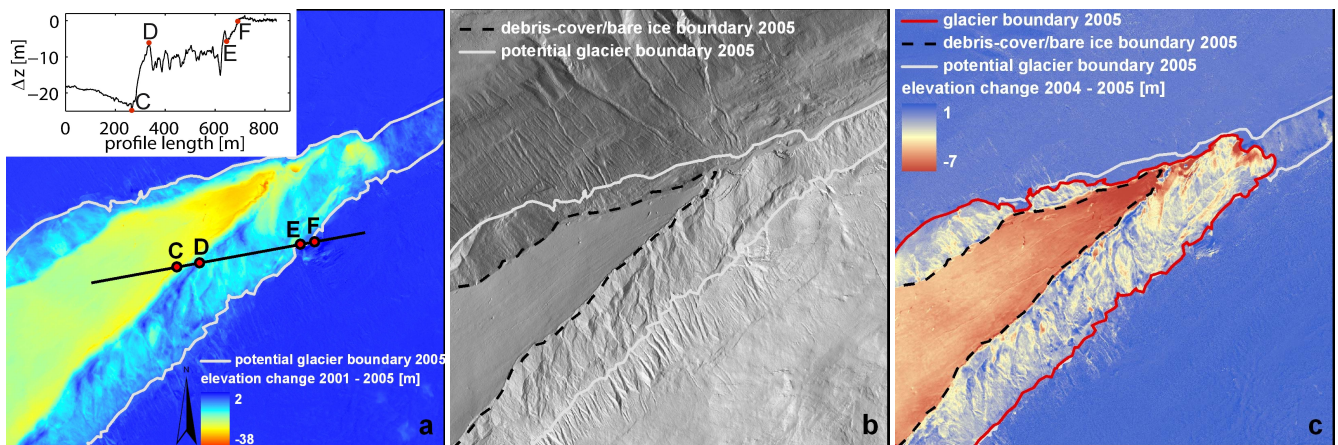 0
-10
-20
Δ z [m]
D
F
E
C
0 200 400 600 800
profile length [m]
C D E F
potential glacier boundary 2005
elevation change 2001 - 2005 [m]
N
2
-38
a
debris-cover/bare ice boundary 2005
potential glacier boundary 2005
b
glacier boundary 2005
debris-cover/bare ice boundary 2005
potential glacier boundary 2005
elevation change 2004 - 2005 [m]
1
-7
c